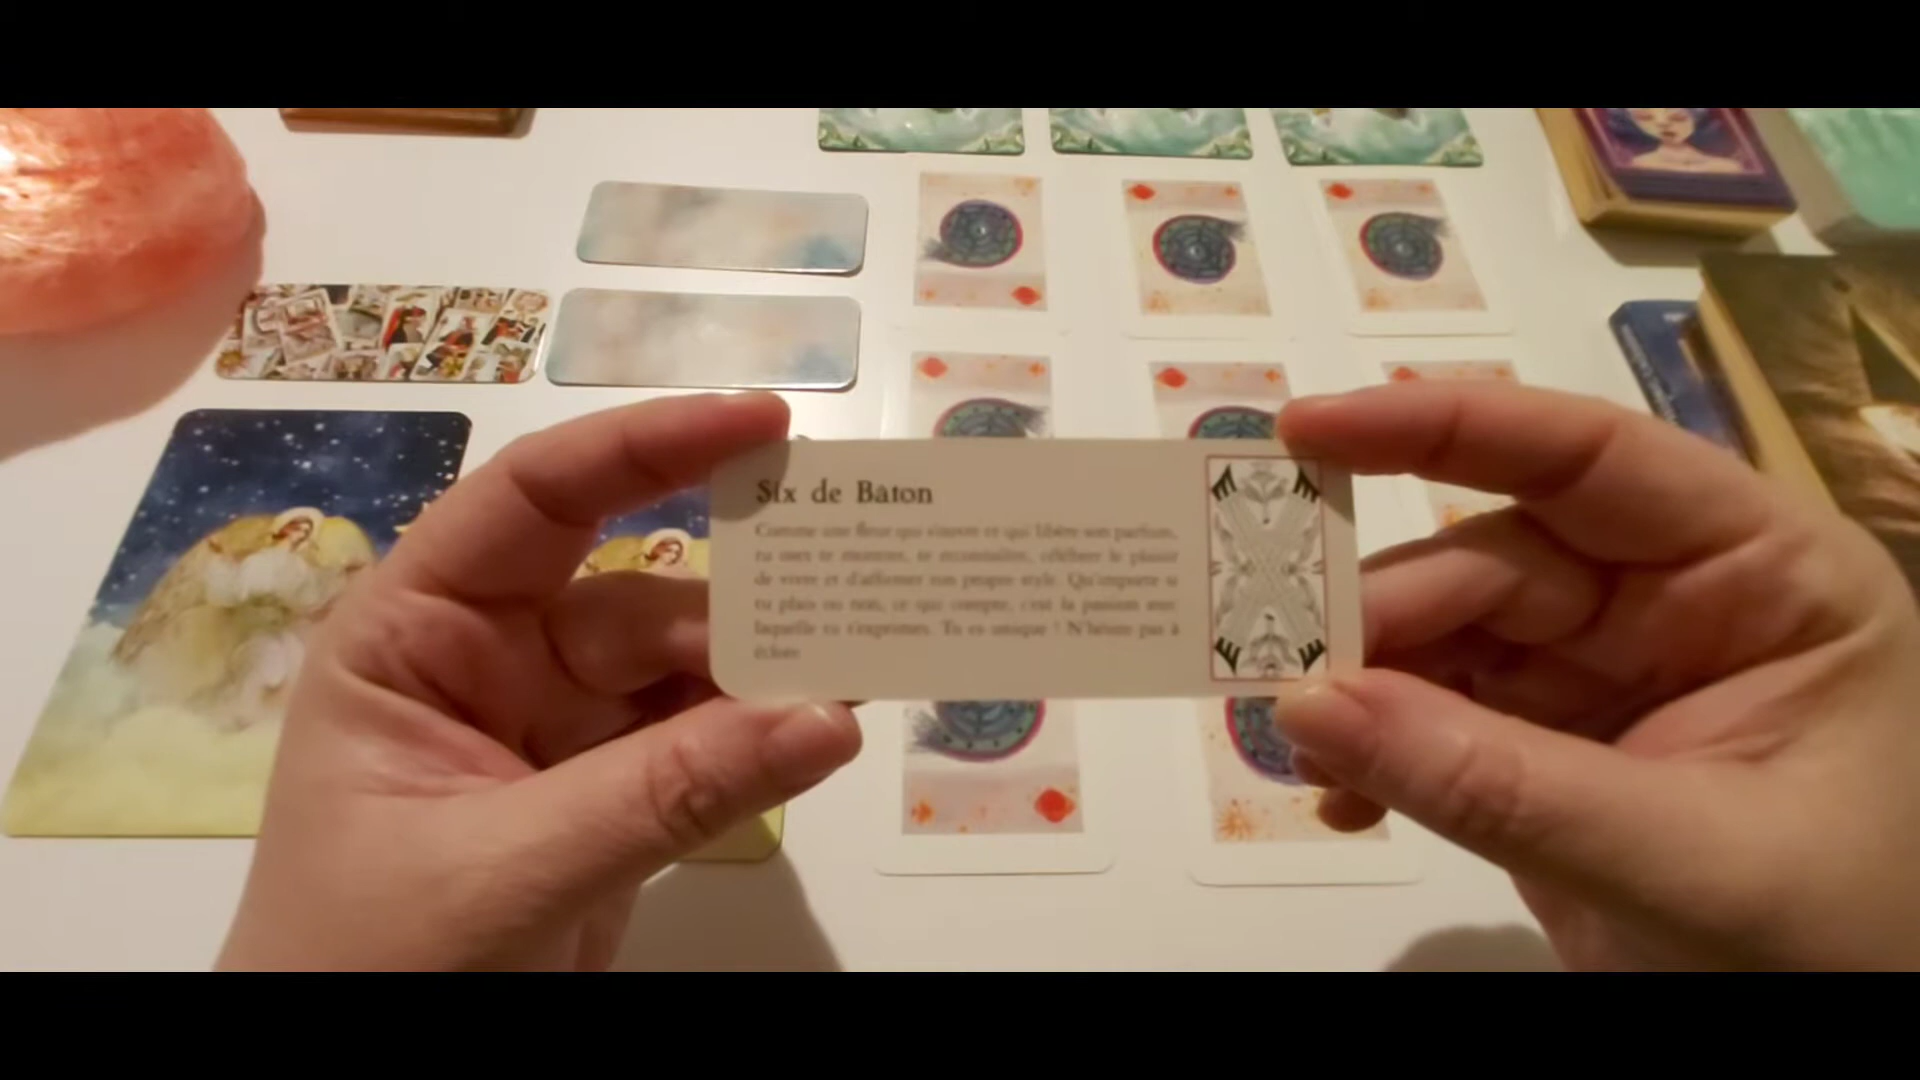 Six de Bâton
Comme une fleur qui s'ouvre et qui libère son parfum,
tu oses te montrer, te reconnaître, célébrer le plaisir
de vivre et d'affirmer ton propre style. Qu'importe si
tu plais ou non, ce qui compte, c'est la passion avec
laquelle tu t'exprimes. Tu es unique ! N'hésite pas à
éclore